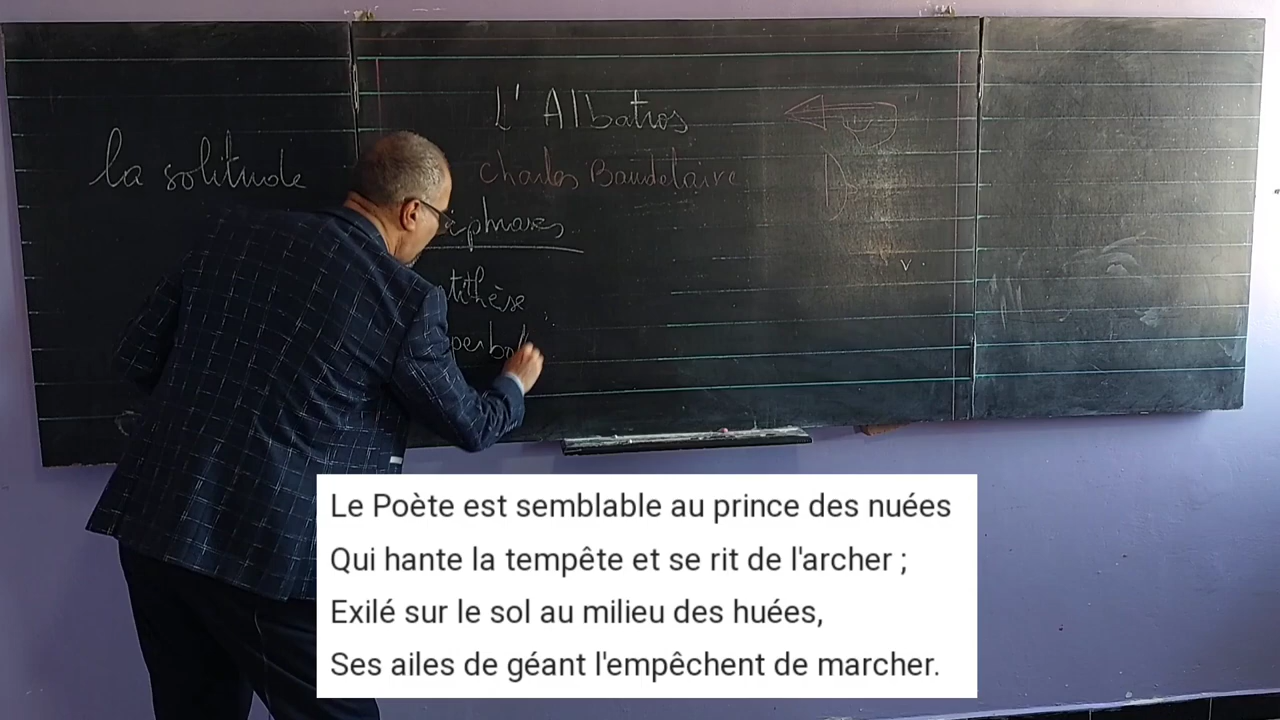 la solitude
L'Albatros
Charles Baudelaire
Le Poète est semblable au prince des nuées
Qui hante la tempête et se rit de l'archer ;
Exilé sur le sol au milieu des huées,
Ses ailes de géant l'empêchent de marcher.